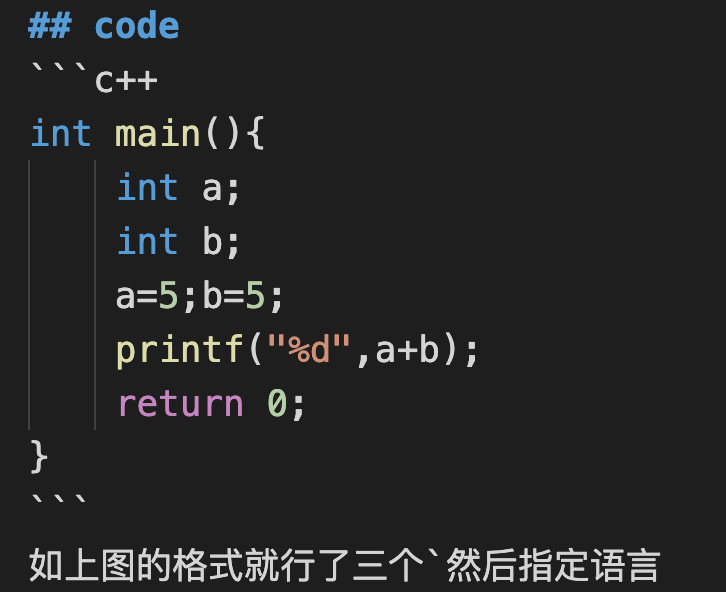 ## code
```c++
int main(){
    int a;
    int b;
    a=5;b=5;
    printf("%d",a+b);
    return 0;
}
```
如上图的格式就行了三个`然后指定语言